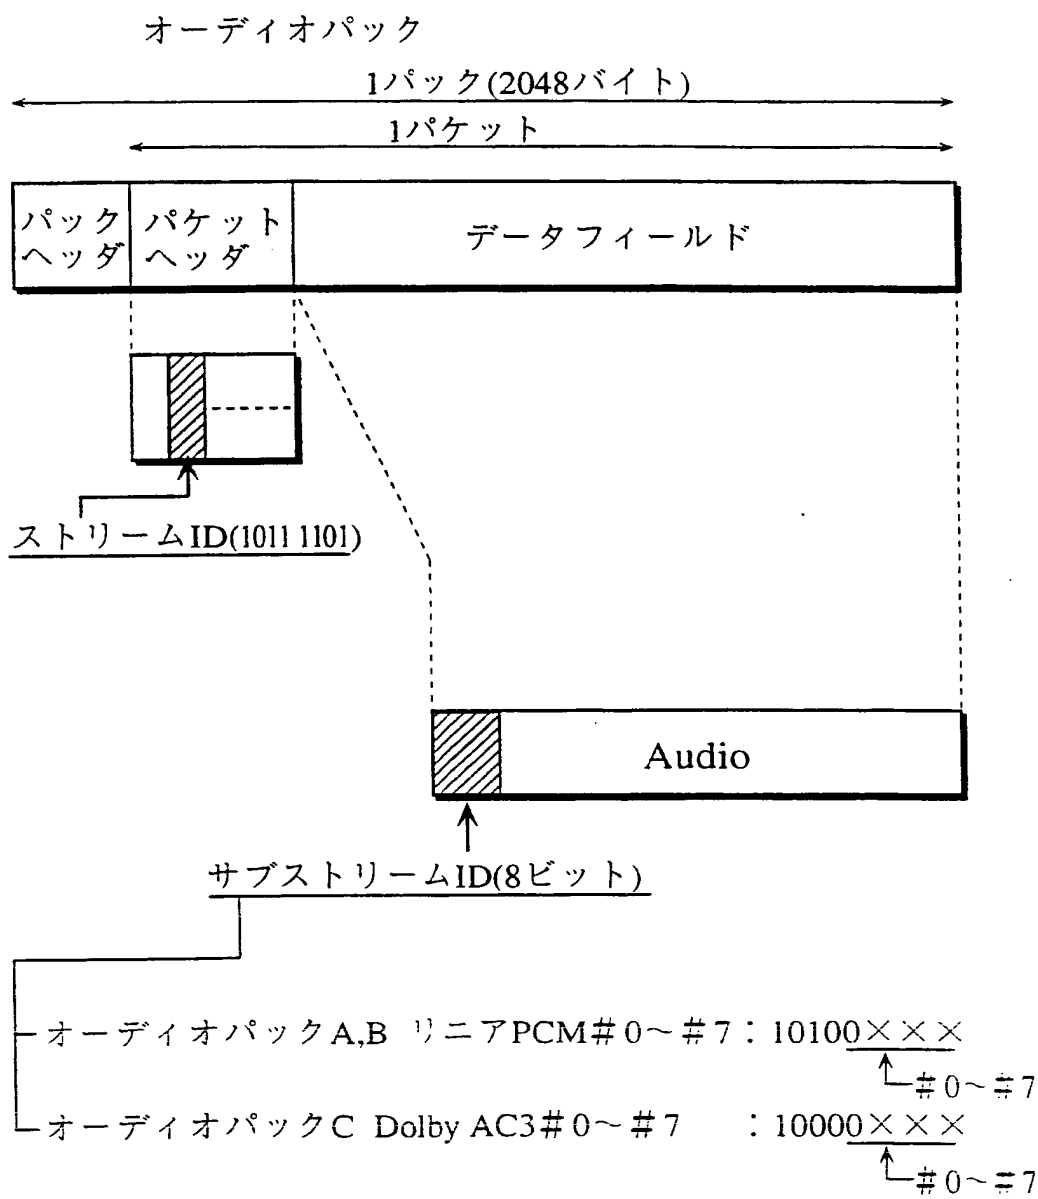 オーディオパック
1パック(2048バイト)
1パケット
パック
ヘッダ
パケット
ヘッダ
データフィールド
ストリームID(1011 1101)
Audio
サブストリームID(8ビット)
オーディオパックA,B リニアPCM#0～#7：10100×××
#0～#7
オーディオパックC Dolby AC3#0～#7 ：10000×××
#0～#7